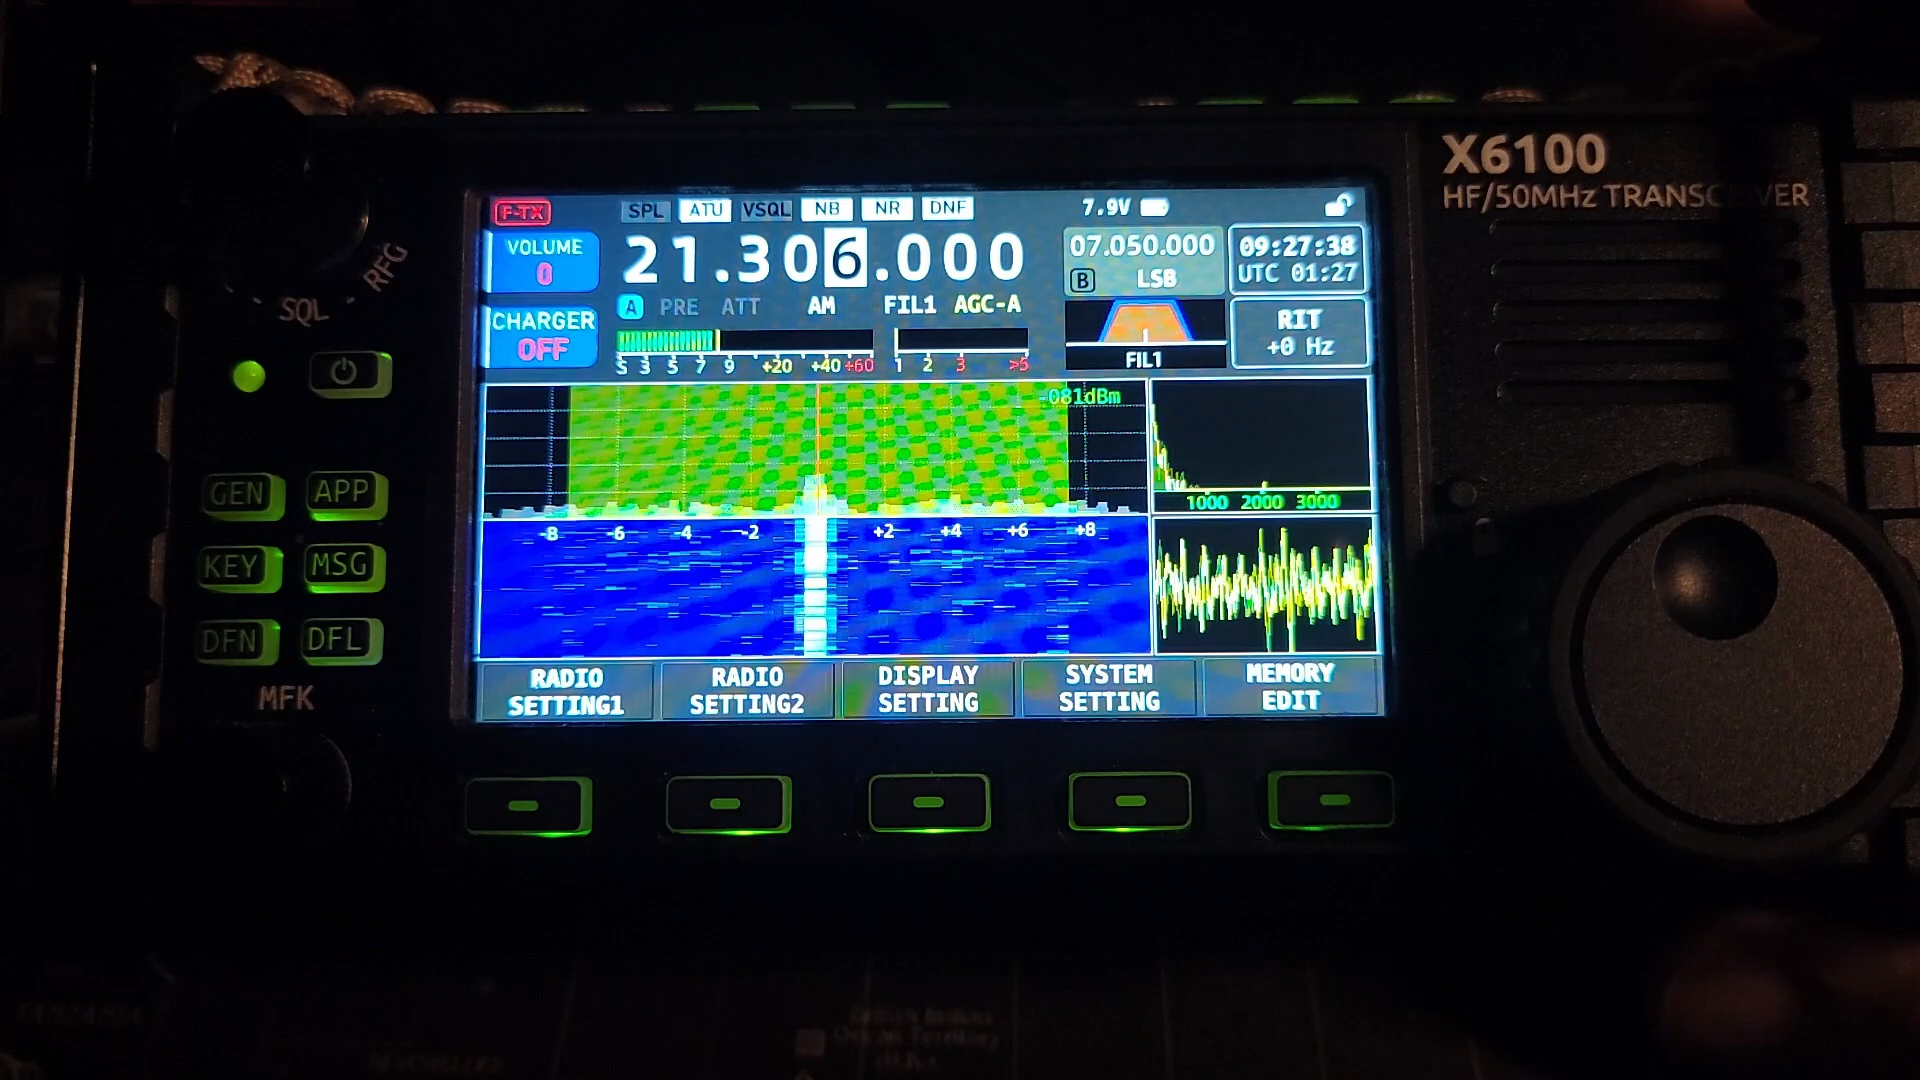 X6100
HF/50MHz TRANSCEIVER
F-TX SPL ATU VSQL NB NR DNF 7.9V
VOLUME
0
21.306.000
07.050.000
B LSB
09:27:38
UTC 01:27
A PRE ATT AM FIL1 AGC-A
CHARGER
OFF
S 3 5 7 9 +20 +40 +60 1 2 3 >5
FIL1
RIT
+0 Hz
-081dBm
1000 2000 3000
-8 -6 -4 -2 +2 +4 +6 +8
RADIO
SETTING1
RADIO
SETTING2
DISPLAY
SETTING
SYSTEM
SETTING
MEMORY
EDIT
SQL - RFG
GEN APP
KEY MSG
DFN DFL
MFK